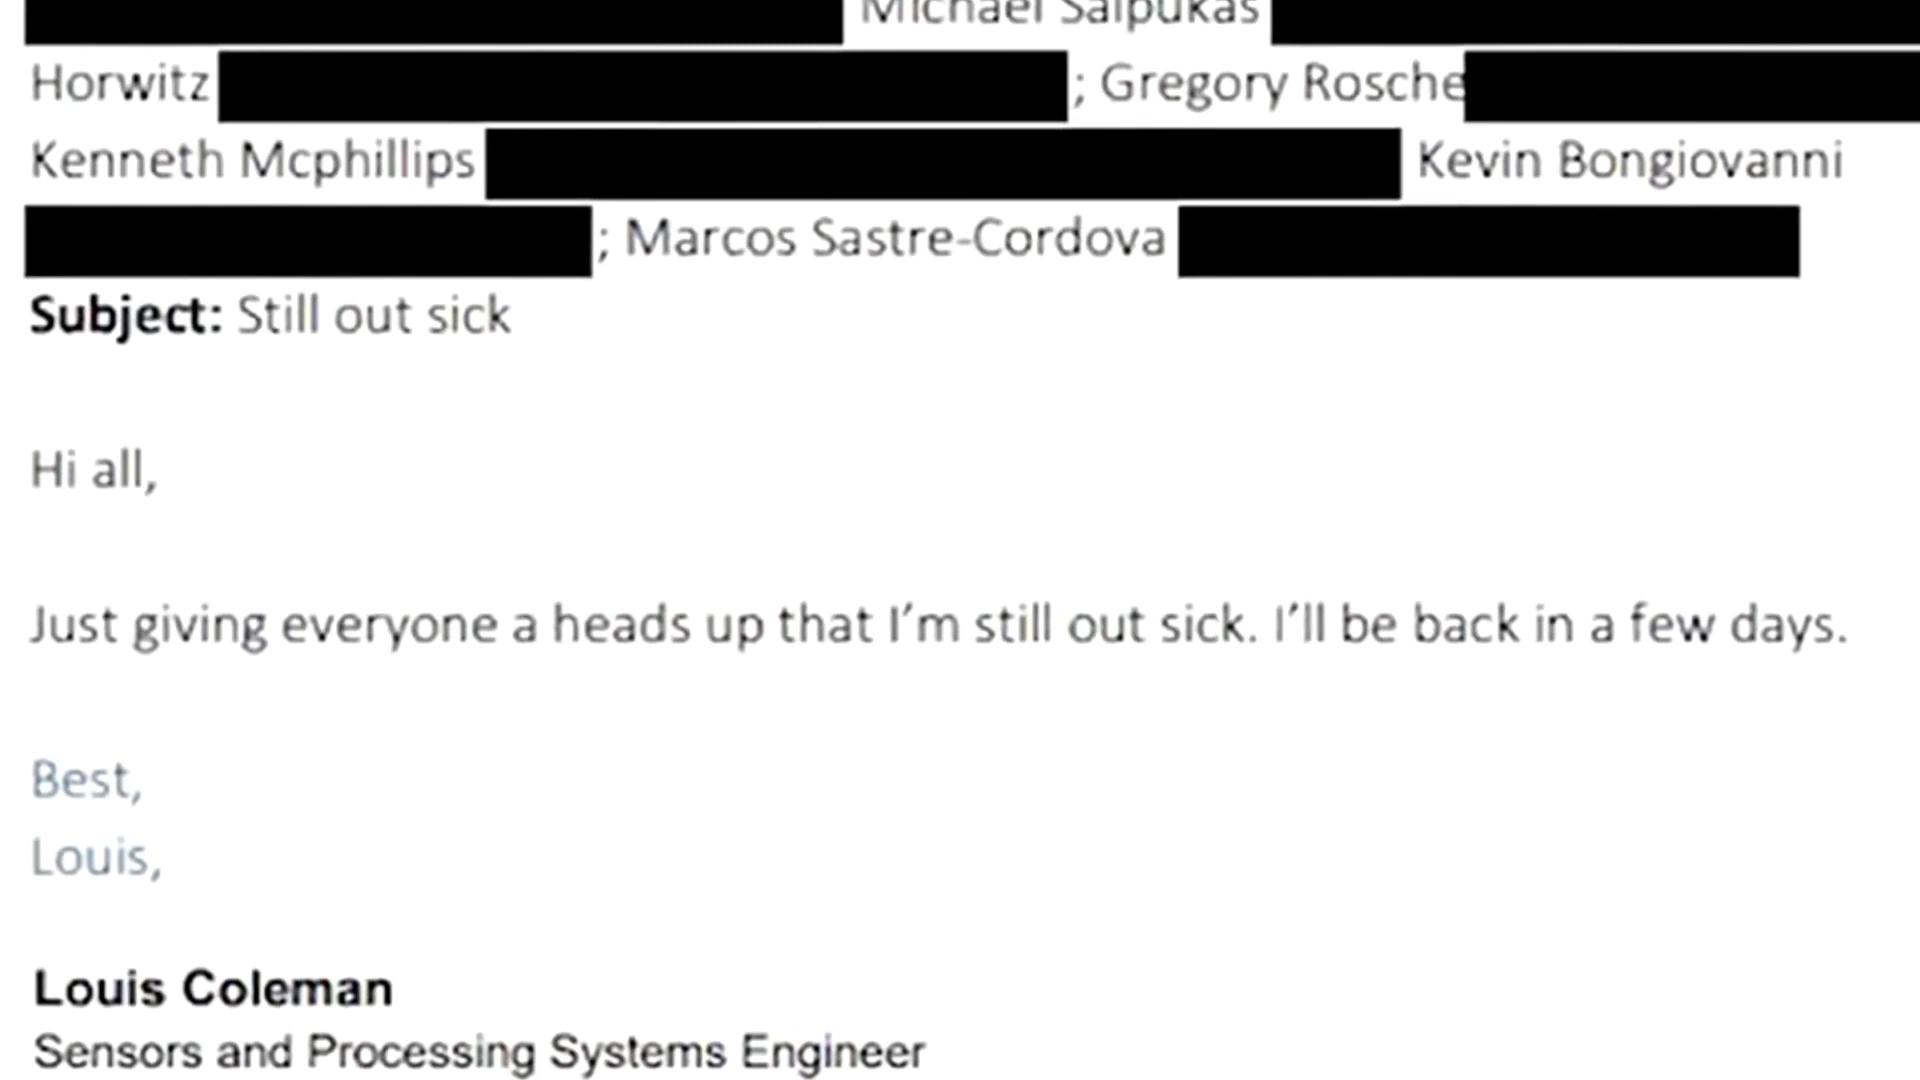 Michael Salpukas
Horwitz ; Gregory Rosche
Kenneth Mcphillips Kevin Bongiovanni
; Marcos Sastre-Cordova
Subject: Still out sick
Hi all,
Just giving everyone a heads up that I’m still out sick. I’ll be back in a few days.
Best,
Louis,
Louis Coleman
Sensors and Processing Systems Engineer